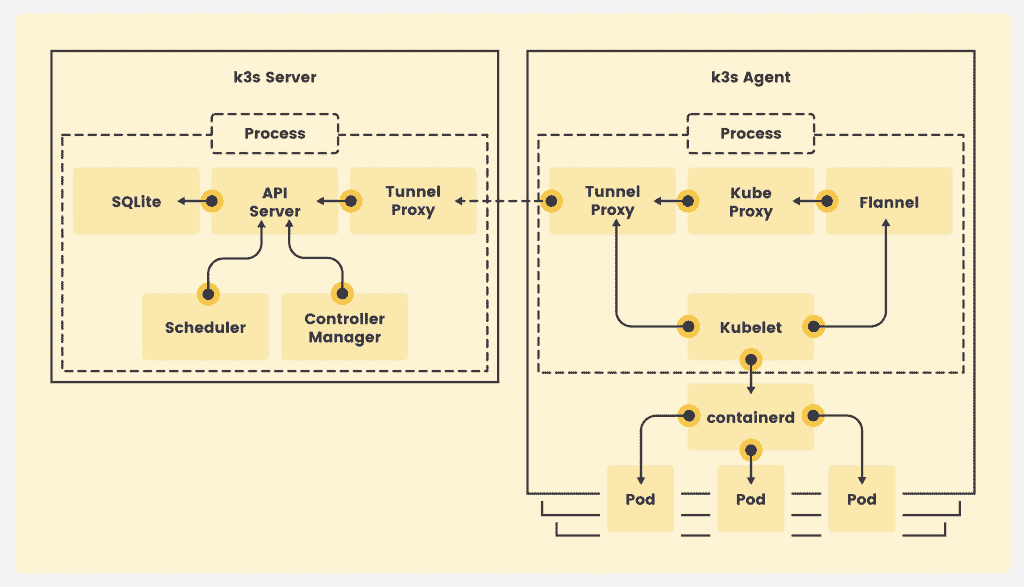 k3s Server
Process
SQLite
API
Server
Tunnel
Proxy
Scheduler
Controller
Manager
k3s Agent
Process
Tunnel
Proxy
Kube
Proxy
Flannel
Kubelet
containerd
Pod
Pod
Pod